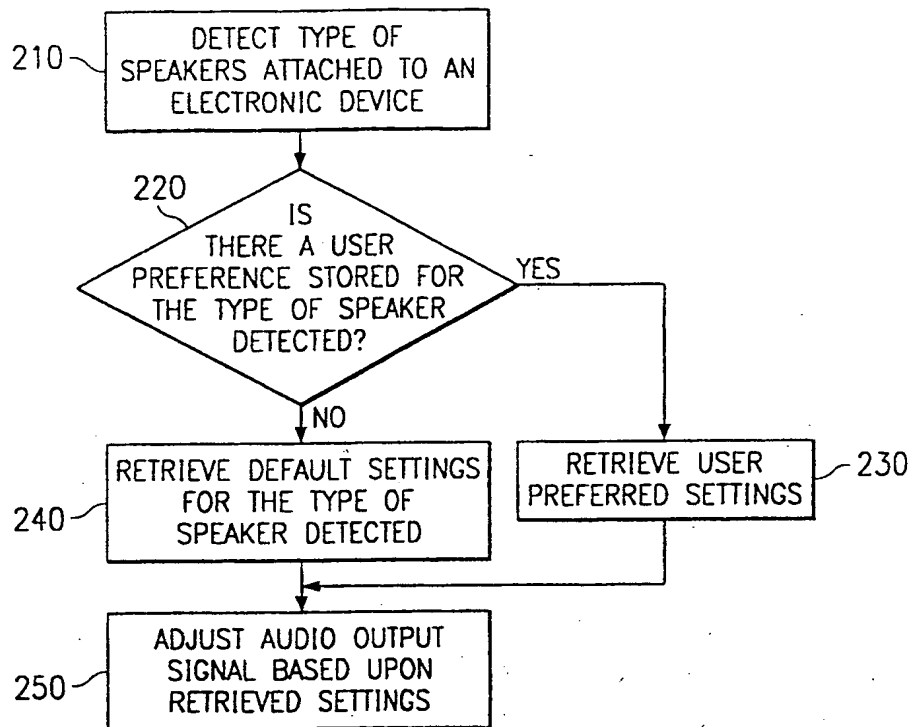 210
DETECT TYPE OF
SPEAKERS ATTACHED TO AN
ELECTRONIC DEVICE
220
IS
THERE A USER
PREFERENCE STORED FOR
THE TYPE OF SPEAKER
DETECTED?
YES
NO
240
RETRIEVE DEFAULT SETTINGS
FOR THE TYPE OF
SPEAKER DETECTED
RETRIEVE USER
PREFERRED SETTINGS
230
250
ADJUST AUDIO OUTPUT
SIGNAL BASED UPON
RETRIEVED SETTINGS